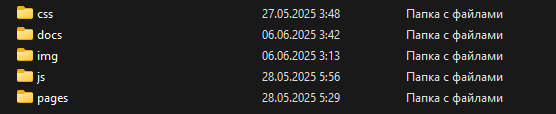 css 27.05.2025 3:48 Папка с файлами
docs 06.06.2025 3:42 Папка с файлами
img 06.06.2025 3:13 Папка с файлами
js 28.05.2025 5:56 Папка с файлами
pages 28.05.2025 5:29 Папка с файлами